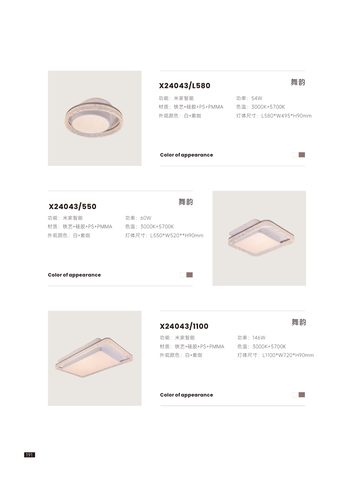 X24043/L580
舞韵
功能：米家智能
功率：54W
材质：铁艺+硅胶+PS+PMMA
色温：3000K+5700K
外观颜色：白+紫咖
灯体尺寸：L580*W495*H90mm
Color of appearance
X24043/550
舞韵
功能：米家智能
功率：60W
材质：铁艺+硅胶+PS+PMMA
色温：3000K+5700K
外观颜色：白+紫咖
灯体尺寸：L550*W520**H90mm
Color of appearance
X24043/1100
舞韵
功能：米家智能
功率：146W
材质：铁艺+硅胶+PS+PMMA
色温：3000K+5700K
外观颜色：白+紫咖
灯体尺寸：L1100*W720*H90mm
Color of appearance